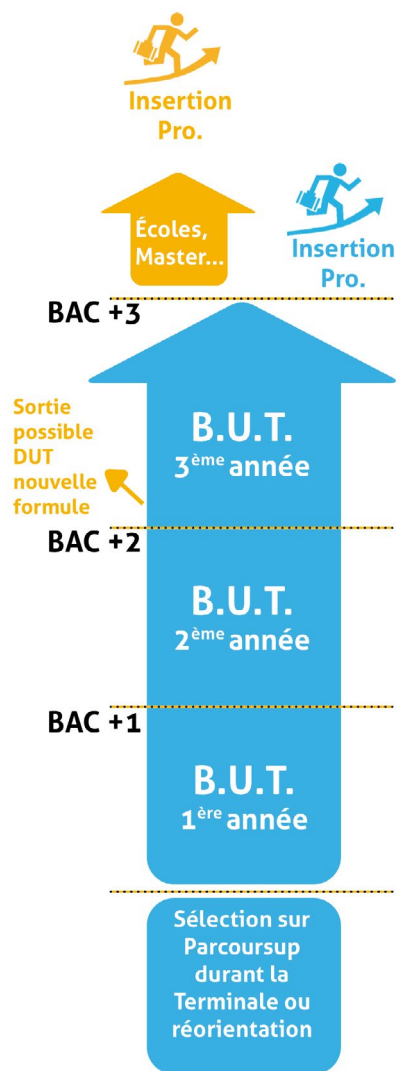 Insertion
Pro.
Écoles,
Master...
Insertion
Pro.
BAC +3
Sortie
possible
DUT
nouvelle
formule
B.U.T.
3ème année
BAC +2
B.U.T.
2ème année
BAC +1
B.U.T.
1ère année
Sélection sur
Parcoursup
durant la
Terminale ou
réorientation